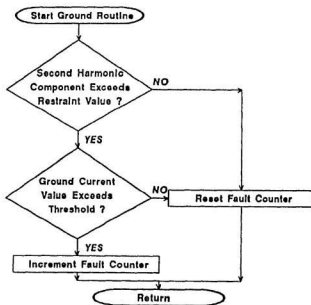 Start Ground Routine
Second Harmonic
Component Exceeds
Restraint Value ?
NO
YES
Ground Current
Value Exceeds
Threshold ?
NO
Reset Fault Counter
YES
Increment Fault Counter
Return